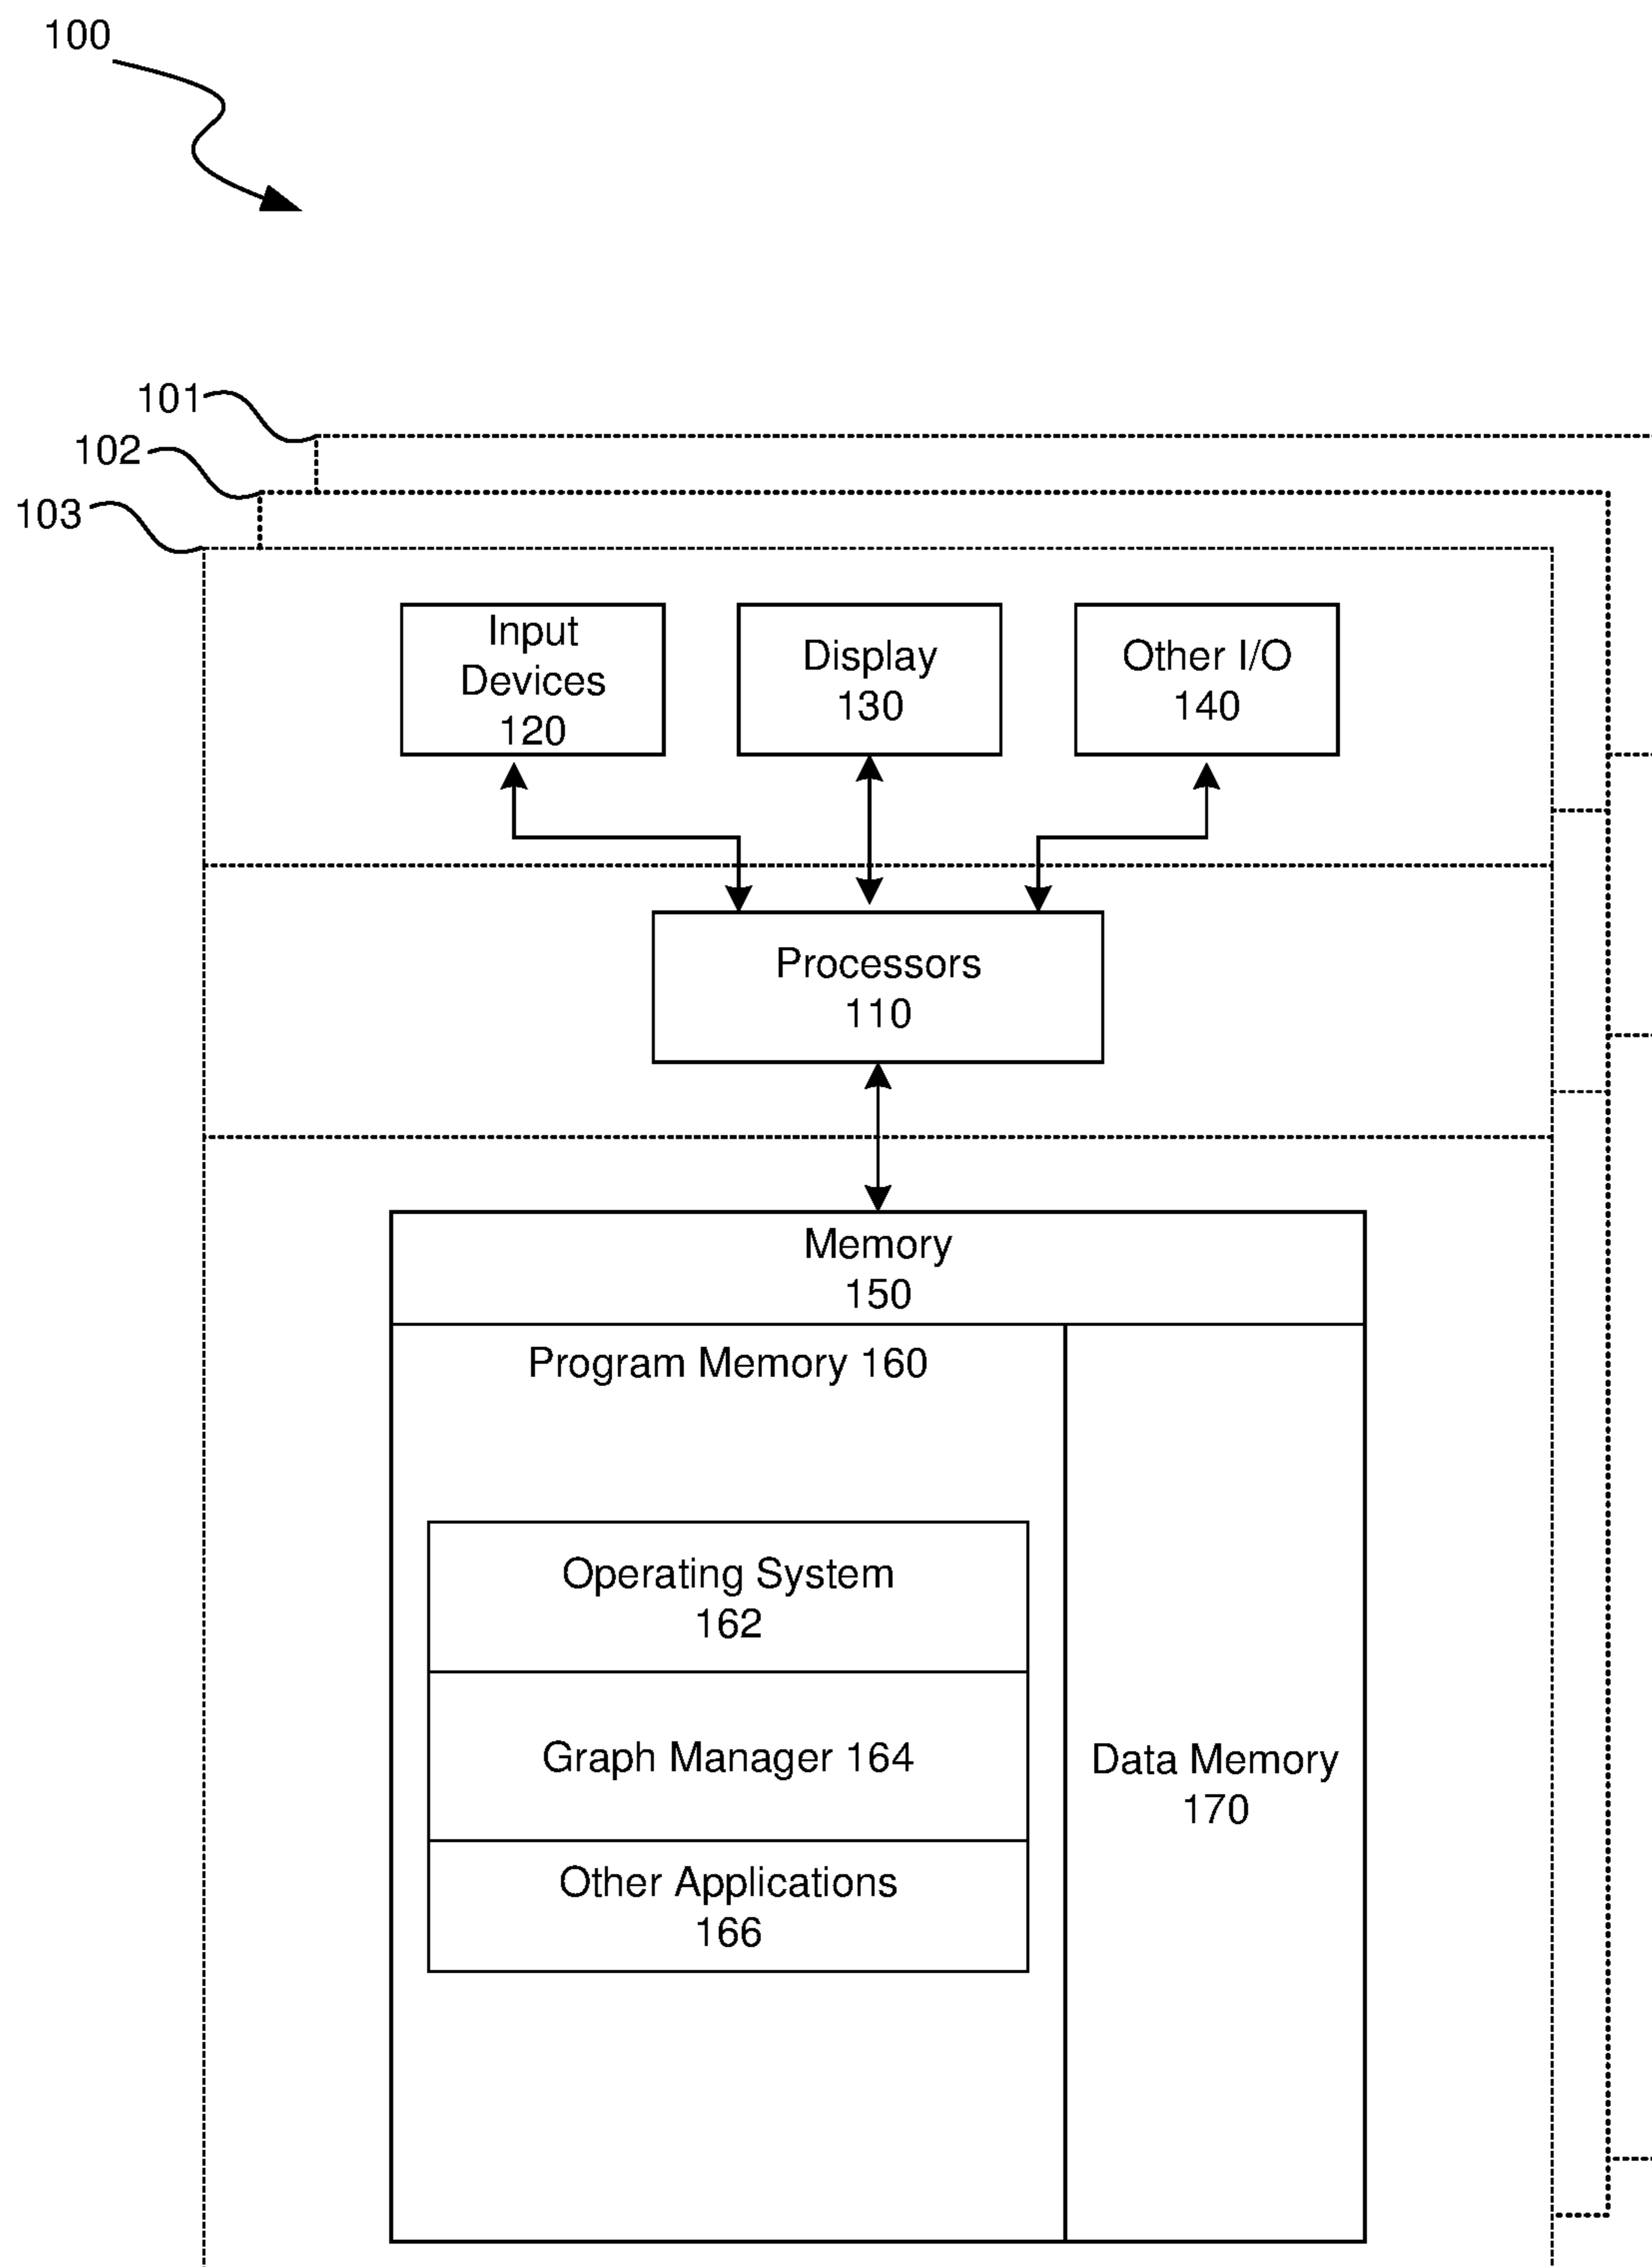 100
101
102
103
Input
Devices
120
Display
130
Other I/O
140
Processors
110
Memory
150
Program Memory 160
Operating System
162
Graph Manager 164
Other Applications
166
Data Memory
170